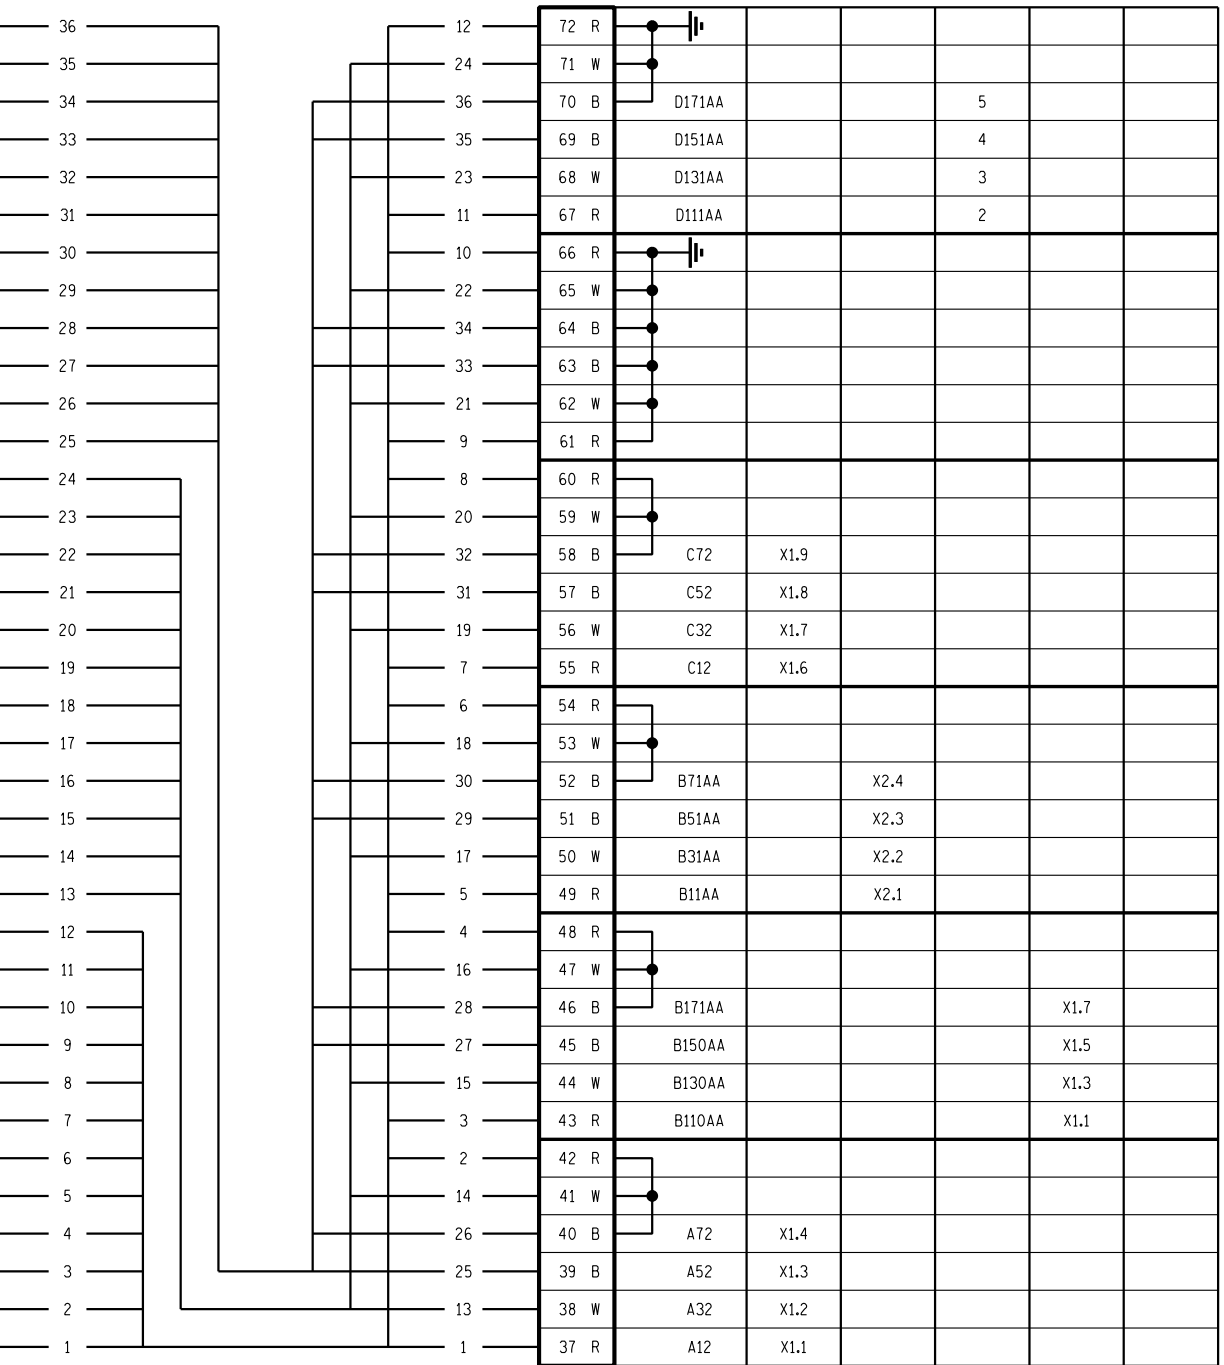 36 12 72 R
35 24 71 W
34 36 70 B D171AA 5
33 35 69 B D151AA 4
32 23 68 W D131AA 3
31 11 67 R D111AA 2
30 10 66 R
29 22 65 W
28 34 64 B
27 33 63 B
26 21 62 W
25 9 61 R
24 8 60 R
23 20 59 W
22 32 58 B C72 X1.9
21 31 57 B C52 X1.8
20 19 56 W C32 X1.7
19 7 55 R C12 X1.6
18 6 54 R
17 18 53 W
16 30 52 B B71AA X2.4
15 29 51 B B51AA X2.3
14 17 50 W B31AA X2.2
13 5 49 R B11AA X2.1
12 4 48 R
11 16 47 W
10 28 46 B B171AA X1.7
9 27 45 B B150AA X1.5
8 15 44 W B130AA X1.3
7 3 43 R B110AA X1.1
6 2 42 R
5 14 41 W
4 26 40 B A72 X1.4
3 25 39 B A52 X1.3
2 13 38 W A32 X1.2
1 1 37 R A12 X1.1